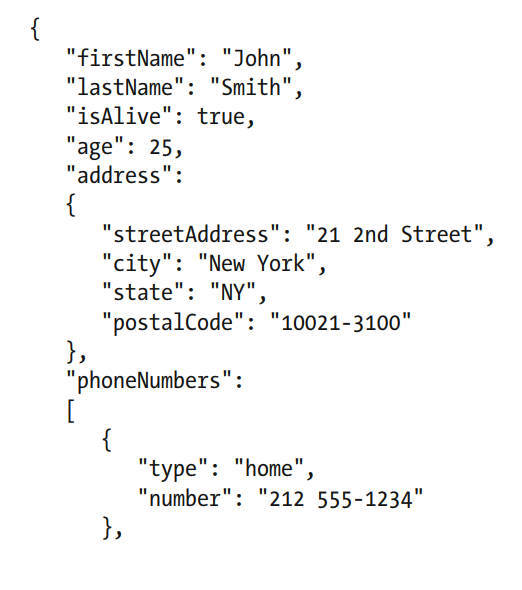 {
"firstName": "John",
"lastName": "Smith",
"isAlive": true,
"age": 25,
"address":
{
"streetAddress": "21 2nd Street",
"city": "New York",
"state": "NY",
"postalCode": "10021-3100"
},
"phoneNumbers":
[
{
"type": "home",
"number": "212 555-1234"
},